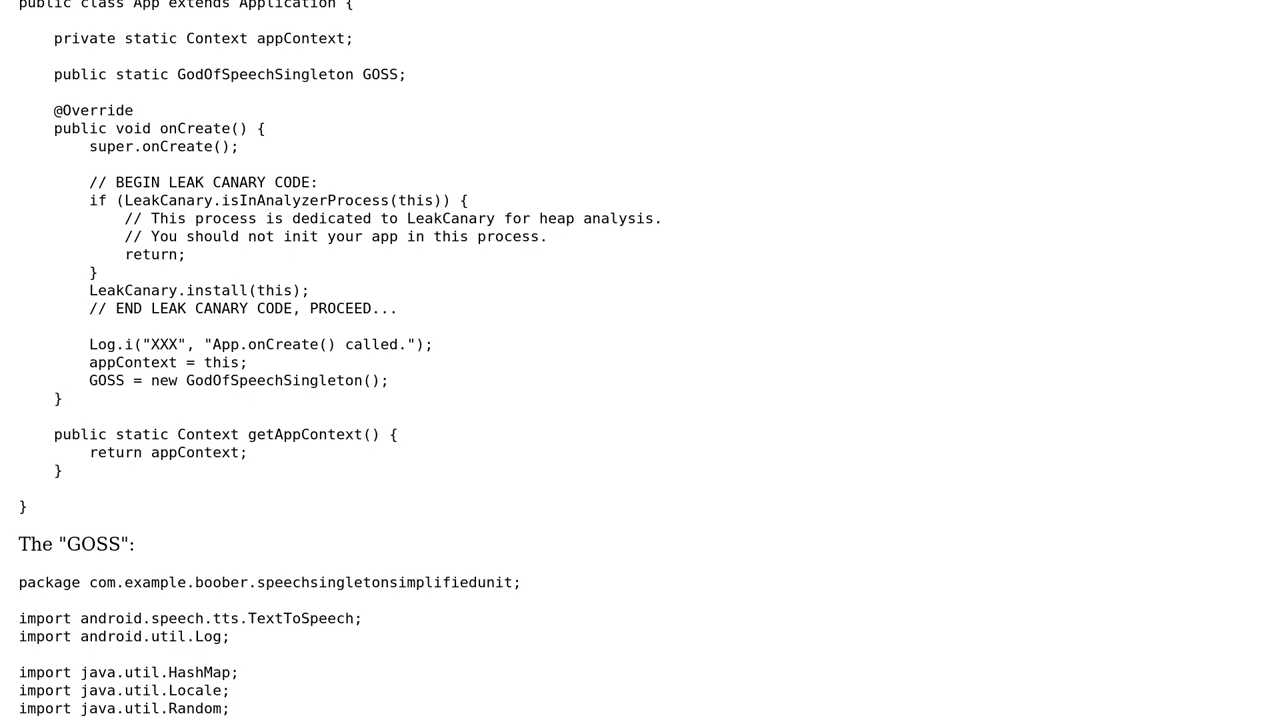 public class App extends Application {

    private static Context appContext;

    public static GodOfSpeechSingleton GOSS;

    @Override
    public void onCreate() {
        super.onCreate();

        // BEGIN LEAK CANARY CODE:
        if (LeakCanary.isInAnalyzerProcess(this)) {
            // This process is dedicated to LeakCanary for heap analysis.
            // You should not init your app in this process.
            return;
        }
        LeakCanary.install(this);
        // END LEAK CANARY CODE, PROCEED...

        Log.i("XXX", "App.onCreate() called.");
        appContext = this;
        GOSS = new GodOfSpeechSingleton();
    }

    public static Context getAppContext() {
        return appContext;
    }

}
The "GOSS":
package com.example.boober.speechsingletonsimplifiedunit;

import android.speech.tts.TextToSpeech;
import android.util.Log;

import java.util.HashMap;
import java.util.Locale;
import java.util.Random;